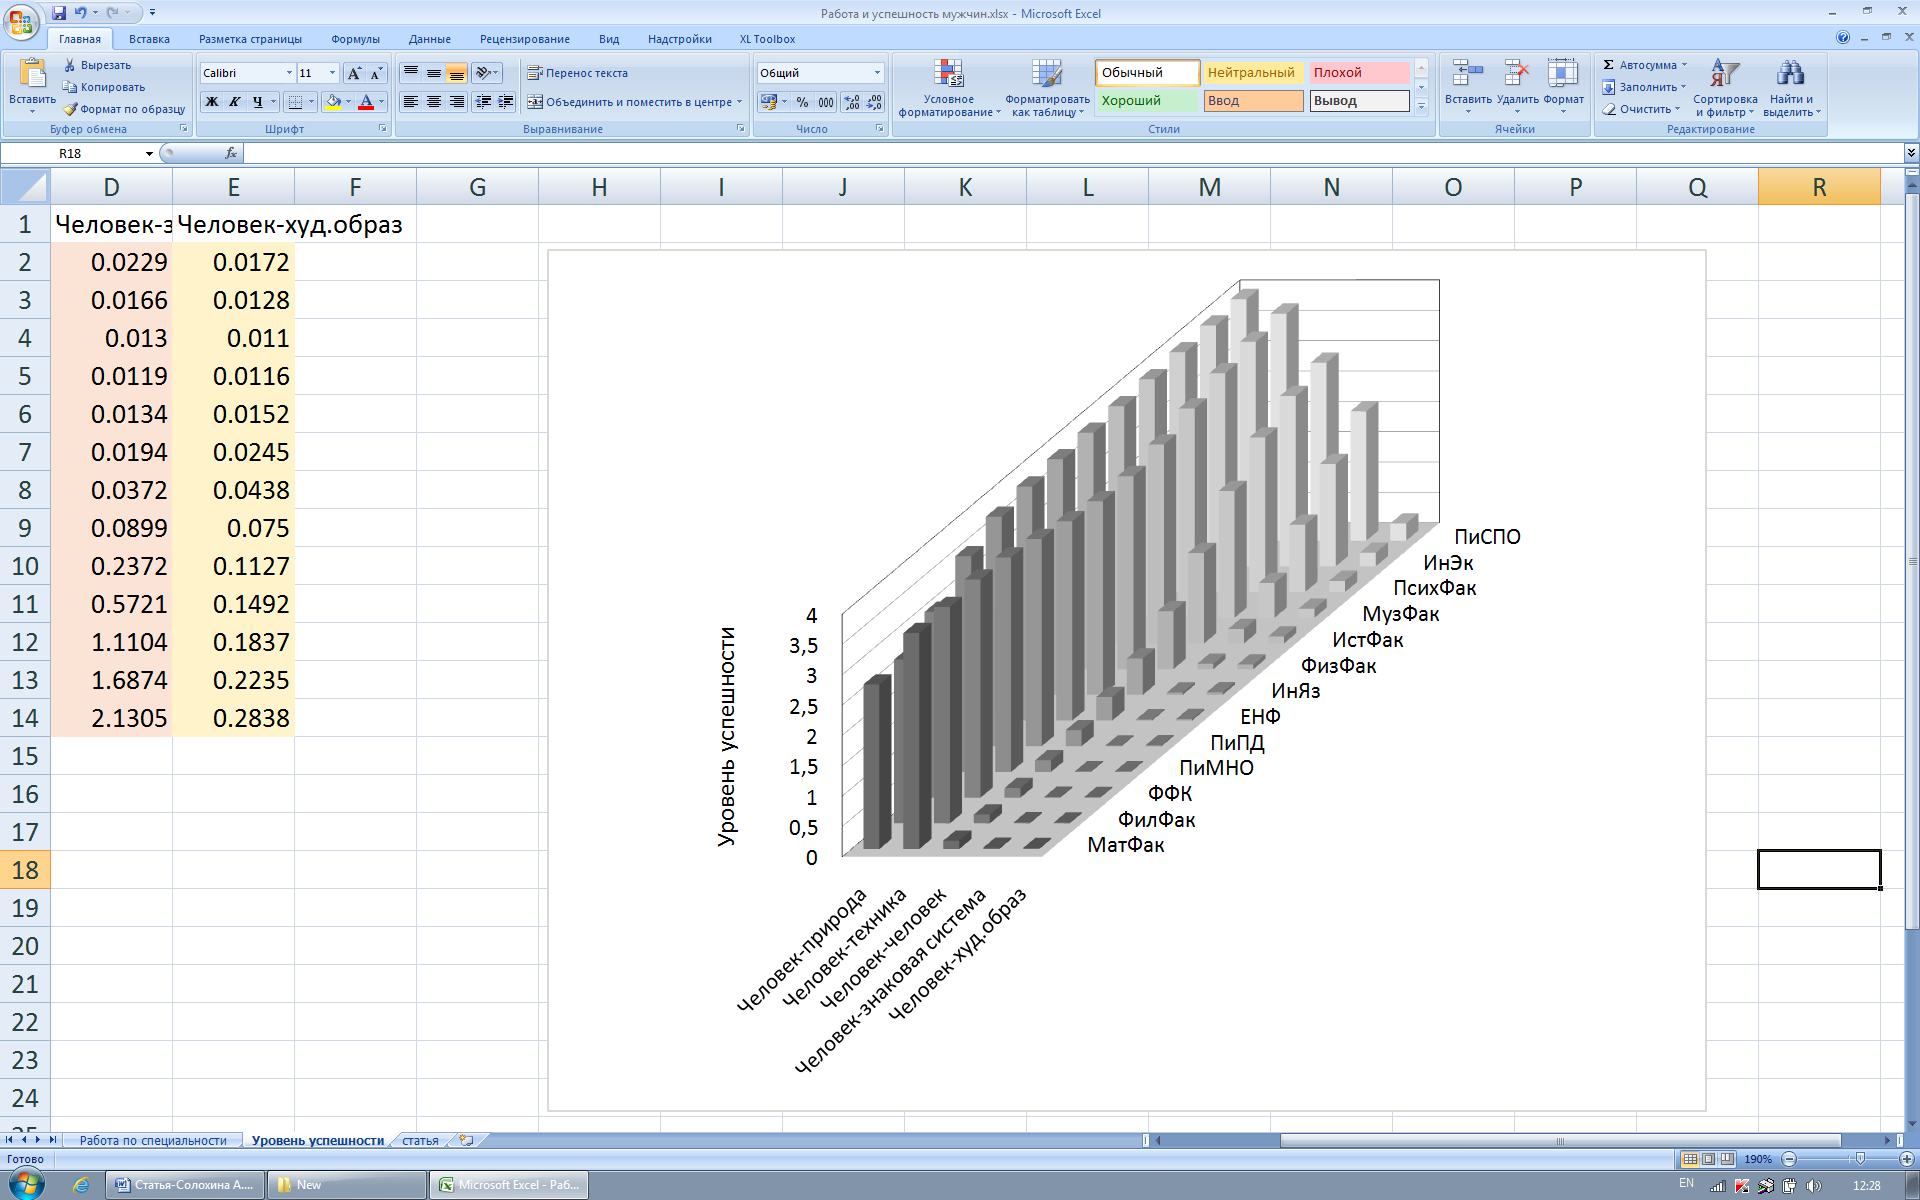 Работа и успешность мужчин.xlsx - Microsoft Excel
Главная Вставка Разметка страницы Формулы Данные Рецензирование Вид Надстройки XL Toolbox
Вставить
Вырезать
Копировать
Формат по образцу
Буфер обмена
Calibri 11
Ж К Ч
Шрифт
Перенос текста
Объединить и поместить в центре
Выравнивание
Общий
% 000
Число
Условное форматирование
Форматировать как таблицу
Обычный Нейтральный Плохой
Хороший Ввод Вывод
Стили
Вставить Удалить Формат
Ячейки
Σ Автосумма
Заполнить
Очистить
Сортировка и фильтр
Найти и выделить
Редактирование
R18 fx
D E F G H I J K L M N O P Q R
1 Человек-з Человек-худ.образ
2 0.0229 0.0172
3 0.0166 0.0128
4 0.013 0.011
5 0.0119 0.0116
6 0.0134 0.0152
7 0.0194 0.0245
8 0.0372 0.0438
9 0.0899 0.075
10 0.2372 0.1127
11 0.5721 0.1492
12 1.1104 0.1837
13 1.6874 0.2235
14 2.1305 0.2838
15
16
17
18
19
20
21
22
23
24
25
Уровень успешности
4
3,5
3
2,5
2
1,5
1
0,5
0
ПиСПО
ИнЭк
ПсихФак
МузФак
ИстФак
ФизФак
ИнЯз
ЕНФ
ПиПД
ПиМНО
ФФК
ФилФак
МатФак
Человек-природа
Человек-техника
Человек-человек
Человек-знаковая система
Человек-худ.образ
Работа по специальности Уровень успешности статья
Готово 190%
Статья-Солохина А.... New Microsoft Excel - Раб... EN 12:28